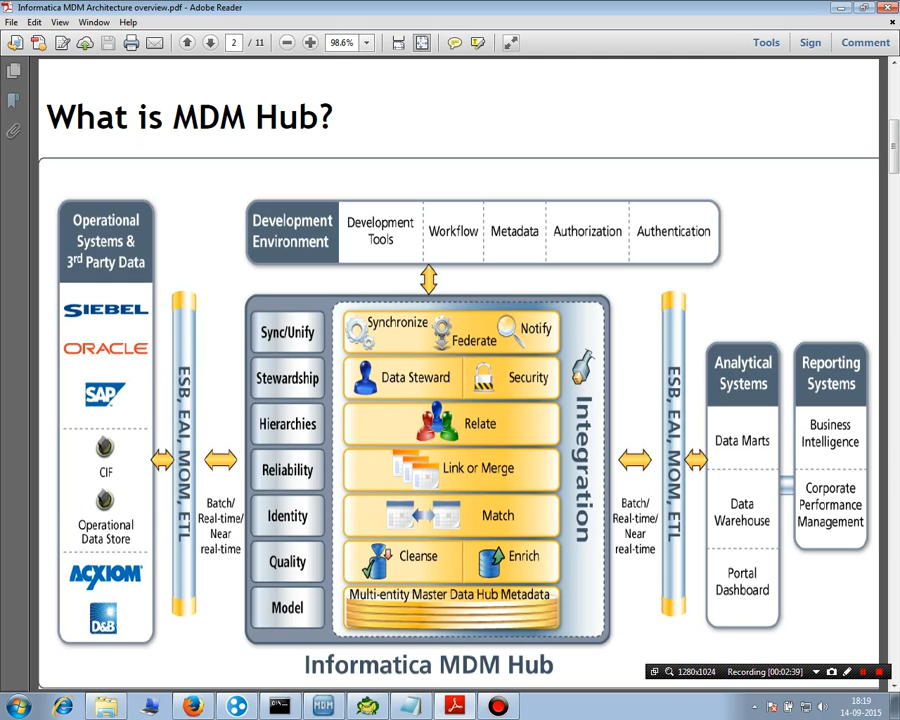 Informatica MDM Architecture overview.pdf - Adobe Reader
File Edit View Window Help
2 / 11 98.6% Tools Sign Comment
What is MDM Hub?
Operational
Systems &
3rd Party Data
SIEBEL
ORACLE
SAP
CIF
Operational
Data Store
ACXIOM
D&B
ESB, EAI, MOM, ETL
Batch/
Real-time/
Near
real-time
Development
Environment
Development
Tools
Workflow
Metadata
Authorization
Authentication
Sync/Unify
Synchronize
Federate
Notify
Stewardship
Data Steward
Security
Hierarchies
Relate
Reliability
Link or Merge
Identity
Match
Quality
Cleanse
Enrich
Model
Multi-entity Master Data Hub Metadata
Integration
Informatica MDM Hub
Batch/
Real-time/
Near
real-time
ESB, EAI, MOM, ETL
Analytical
Systems
Data Marts
Data
Warehouse
Portal
Dashboard
Reporting
Systems
Business
Intelligence
Corporate
Performance
Management
1280x1024 Recording [00:02:39]
MDM
18:19
14-09-2015